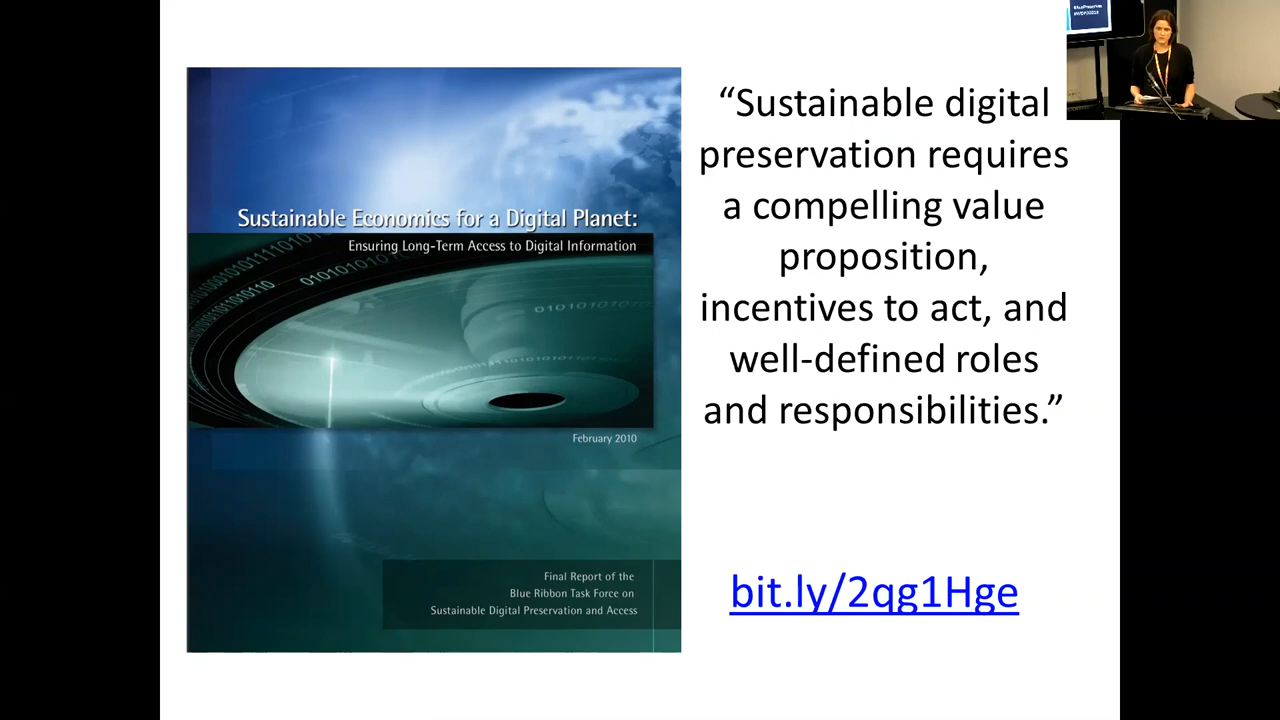 Sustainable Economics for a Digital Planet:
Ensuring Long-Term Access to Digital Information
February 2010
Final Report of the
Blue Ribbon Task Force on
Sustainable Digital Preservation and Access
“Sustainable digital
preservation requires
a compelling value
proposition,
incentives to act, and
well-defined roles
and responsibilities.”
bit.ly/2qg1Hge